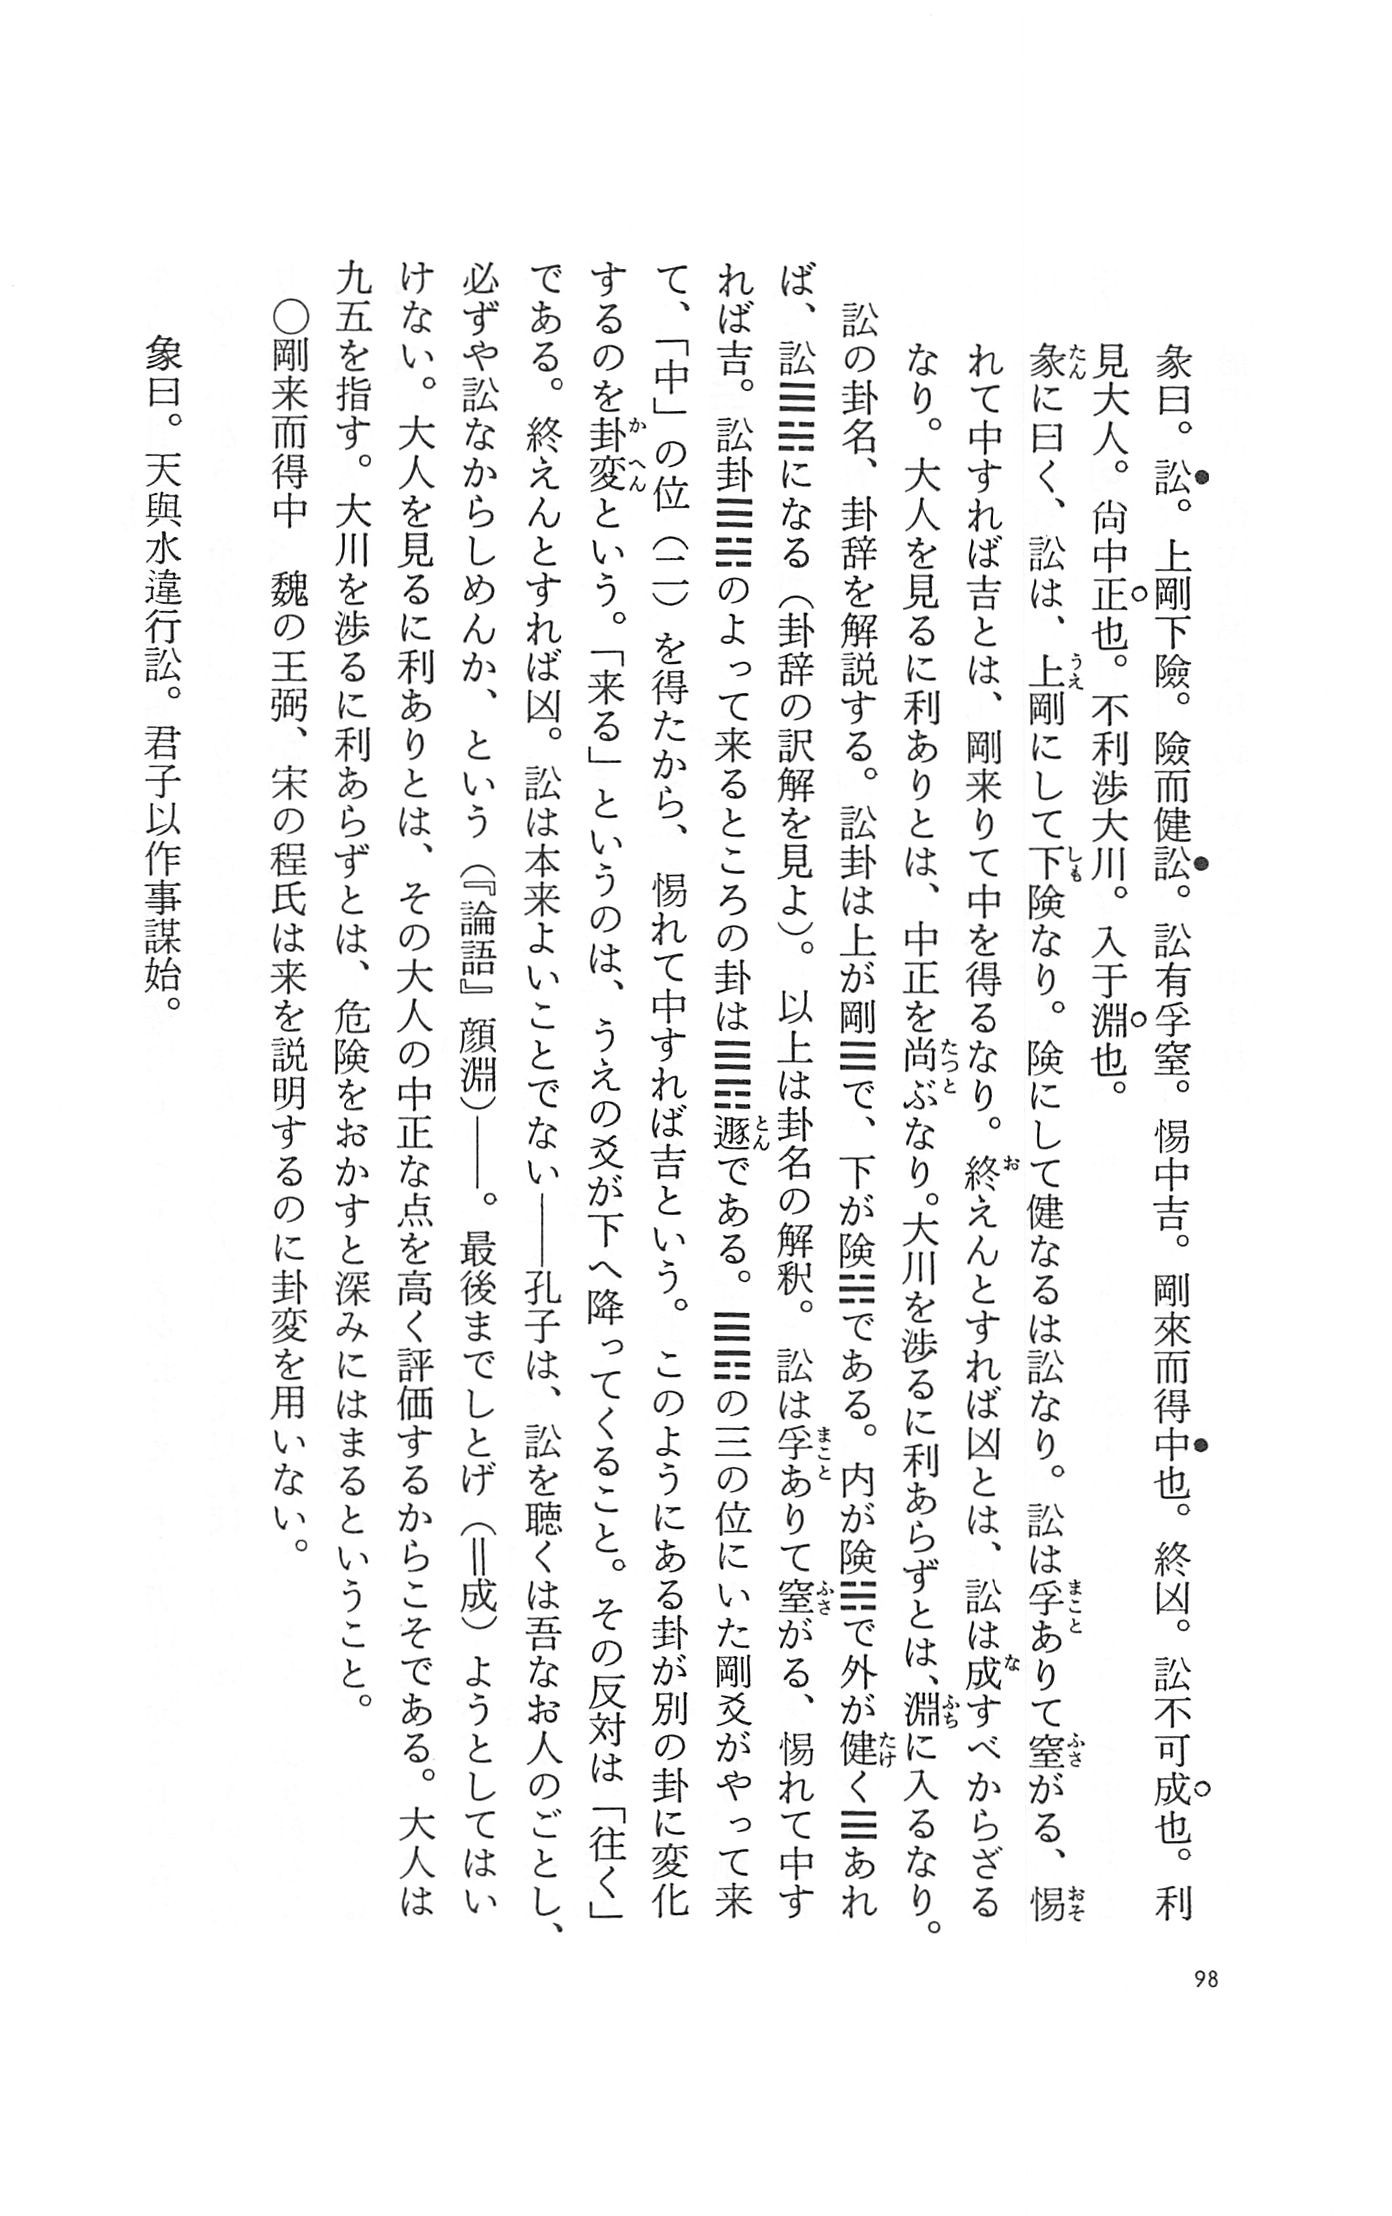 彖曰。訟。上剛下險。險而健訟。訟有孚窒。惕中吉。剛來而得中也。終凶。訟不可成也。利
見大人。尙中正也。不利涉大川。入于淵也。
彖に曰く、訟は、上剛にして下険なり。険にして健なるは訟なり。訟は孚ありて窒がる、惕
れて中すれば吉とは、剛来りて中を得るなり。終えんとすれば凶とは、訟は成すべからざる
なり。大人を見るに利ありとは、中正を尚ぶなり。大川を渉るに利あらずとは、淵に入るなり。
訟の卦名、卦辞を解説する。訟卦は上が剛☰で、下が険☵である。内が険☵で外が健く☰あれ
ば、訟☰☵になる（卦辞の訳解を見よ）。以上は卦名の解釈。訟は孚ありて窒がる、惕れて中す
れば吉。訟卦☰☵のよって来るところの卦は☰☶遯である。☰☵の三の位にいた剛爻がやって来
て、「中」の位（二）を得たから、惕れて中すれば吉という。このようにある卦が別の卦に変化
するのを卦変という。「来る」というのは、うえの爻が下へ降ってくること。その反対は「往く」
である。終えんとすれば凶。訟は本来よいことでない――孔子は、訟を聴くは吾なお人のごとし、
必ずや訟なからしめんか、という（『論語』顔淵）――。最後までしとげ（＝成）ようとしてはい
けない。大人を見るに利ありとは、その大人の中正な点を高く評価するからこそである。大人は
九五を指す。大川を渉るに利あらずとは、危険をおかすと深みにはまるということ。
○剛来而得中　魏の王弼、宋の程氏は来を説明するのに卦変を用いない。
象曰。天與水違行訟。君子以作事謀始。
98